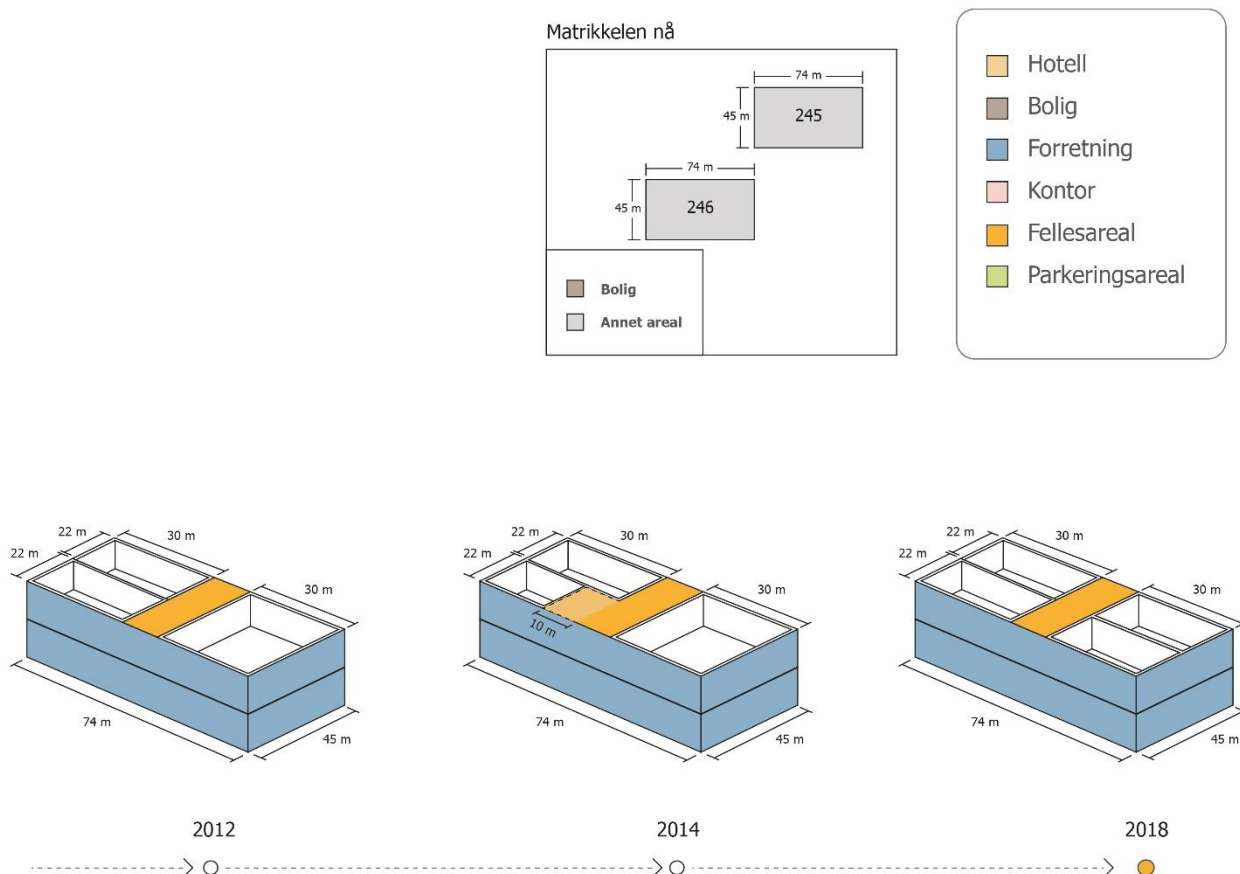 Matrikkelen nå
74 m
45 m
245
74 m
45 m
246
Bolig
Annet areal
Hotell
Bolig
Forretning
Kontor
Fellesareal
Parkeringsareal
22 m
22 m
30 m
30 m
74 m
45 m
22 m
22 m
30 m
30 m
10 m
74 m
45 m
22 m
22 m
30 m
30 m
74 m
45 m
2012
2014
2018